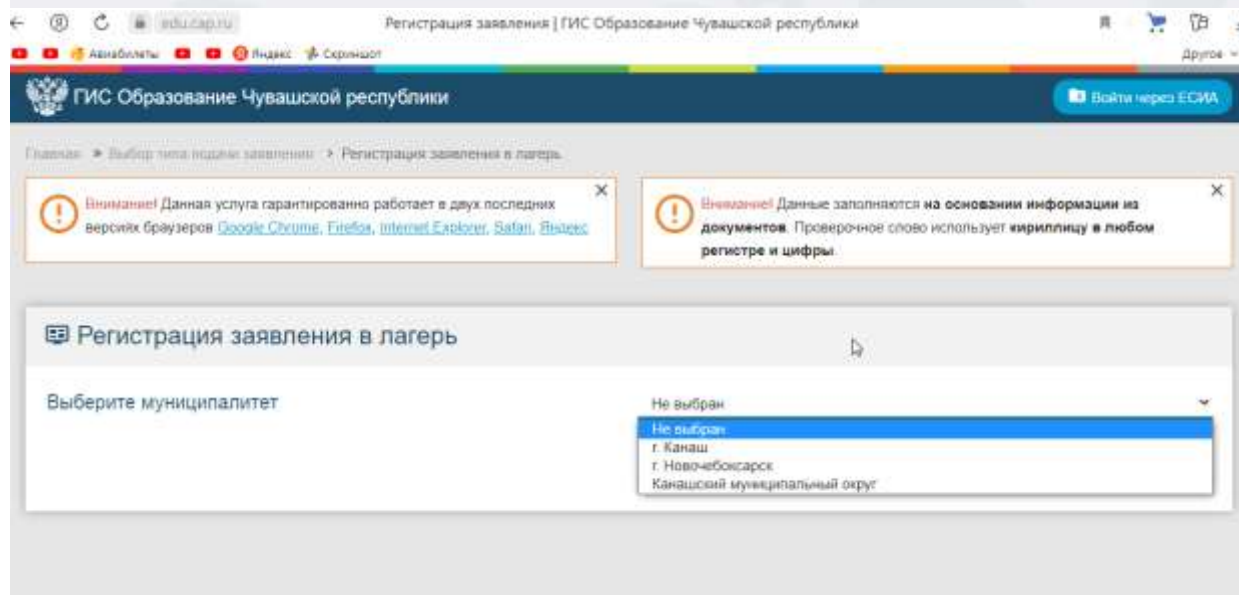 edu.cap.ru Регистрация заявления | ГИС Образование Чувашской республики
Авиабилеты Яндекс Скриншот Другое
ГИС Образование Чувашской республики Войти через ЕСИА
Главная Выбор типа подачи заявления Регистрация заявления в лагерь
Внимание! Данная услуга гарантированно работает в двух последних
версиях браузеров Google Chrome, Firefox, Internet Explorer, Safari, Яндекс
Внимание! Данные заполняются на основании информации из
документов. Проверочное слово использует кириллицу в любом
регистре и цифры.
Регистрация заявления в лагерь
Выберите муниципалитет
Не выбран
Не выбран
г. Канаш
г. Новочебоксарск
Канашский муниципальный округ